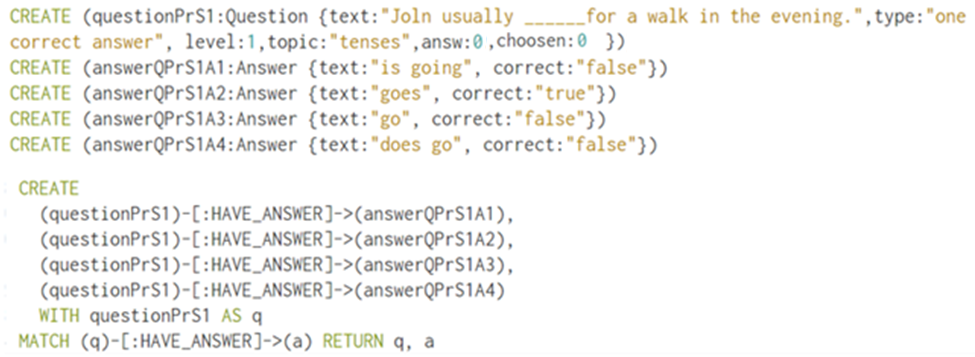 CREATE (questionPrS1:Question {text:"Joln usually ______for a walk in the evening.",type:"one
correct answer", level:1,topic:"tenses",answ:0 ,choosen:0 })
CREATE (answerQPrS1A1:Answer {text:"is going", correct:"false"})
CREATE (answerQPrS1A2:Answer {text:"goes", correct:"true"})
CREATE (answerQPrS1A3:Answer {text:"go", correct:"false"})
CREATE (answerQPrS1A4:Answer {text:"does go", correct:"false"})
CREATE
(questionPrS1)-[:HAVE_ANSWER]->(answerQPrS1A1),
(questionPrS1)-[:HAVE_ANSWER]->(answerQPrS1A2),
(questionPrS1)-[:HAVE_ANSWER]->(answerQPrS1A3),
(questionPrS1)-[:HAVE_ANSWER]->(answerQPrS1A4)
WITH questionPrS1 AS q
MATCH (q)-[:HAVE_ANSWER]->(a) RETURN q, a